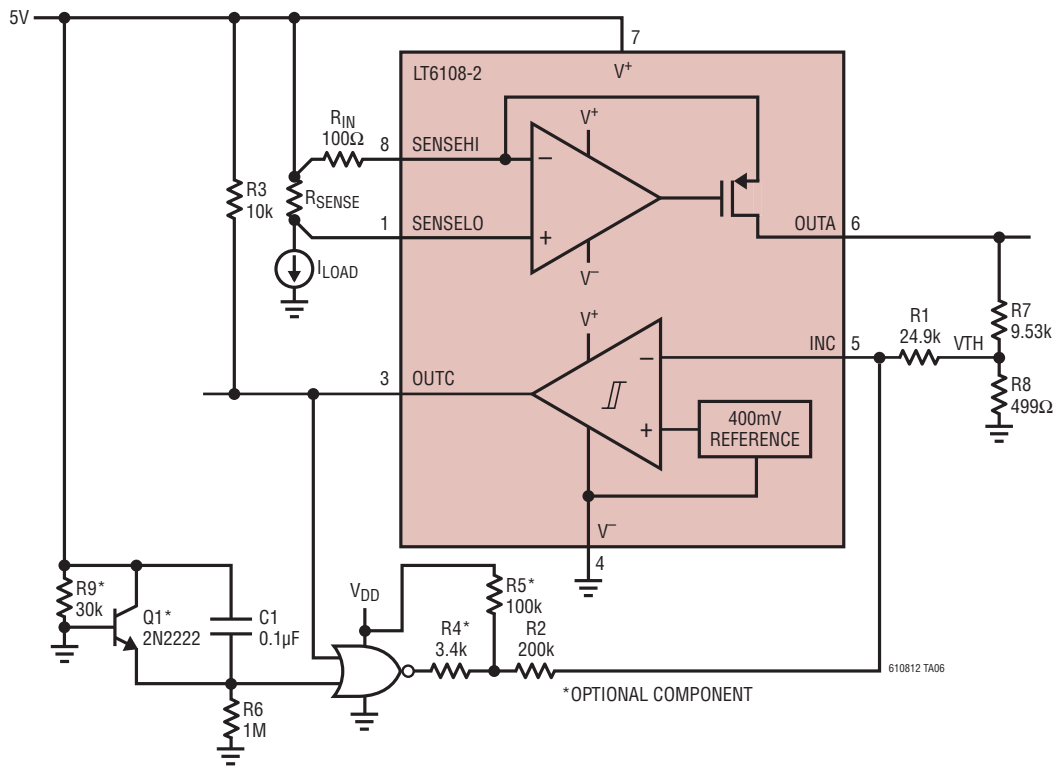 5V
7
LT6108-2
V+
RIN
100Ω
8
SENSEHI
V+
−
R3
10k
RSENSE
1
SENSELO
+
V−
OUTA
6
ILOAD
V+
R1
24.9k
R7
9.53k
INC
5
VTH
−
3
OUTC
R8
499Ω
400mV
REFERENCE
+
V−
4
R9*
30k
Q1*
2N2222
C1
0.1µF
VDD
R5*
100k
R4*
3.4k
R2
200k
610812 TA06
*OPTIONAL COMPONENT
R6
1M